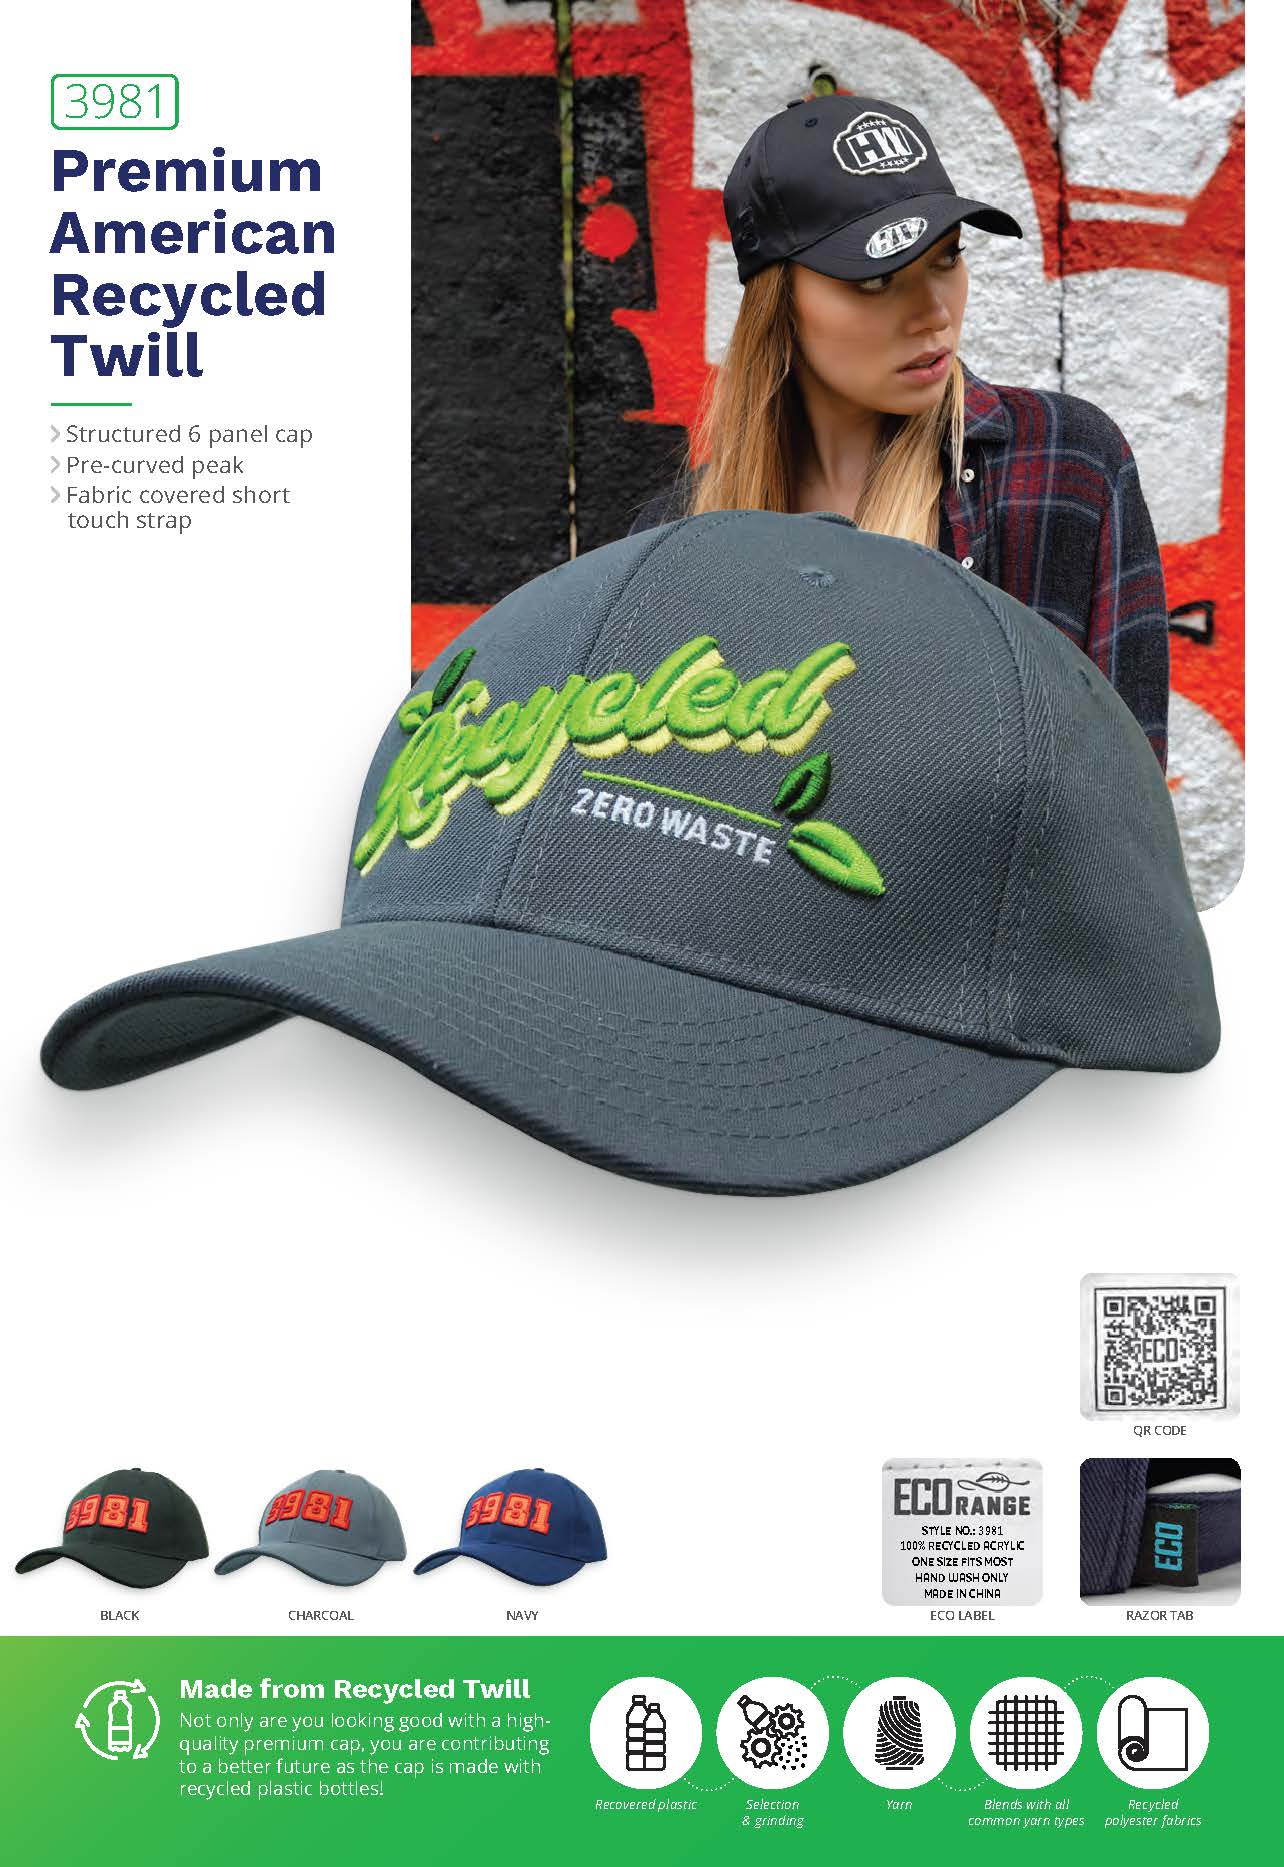 3981
Premium
American
Recycled
Twill
Structured 6 panel cap
Pre-curved peak
Fabric covered short
touch strap
HW
HW
Recycled
ZERO WASTE
ECO
QR CODE
3981
3981
3981
BLACK
CHARCOAL
NAVY
ECO RANGE
STYLE NO.: 3981
100% RECYCLED ACRYLIC
ONE SIZE FITS MOST
HAND WASH ONLY
MADE IN CHINA
ECO LABEL
ECO
RAZOR TAB
Made from Recycled Twill
Not only are you looking good with a high-
quality premium cap, you are contributing
to a better future as the cap is made with
recycled plastic bottles!
Recovered plastic
Selection
& grinding
Yarn
Blends with all
common yarn types
Recycled
polyester fabrics